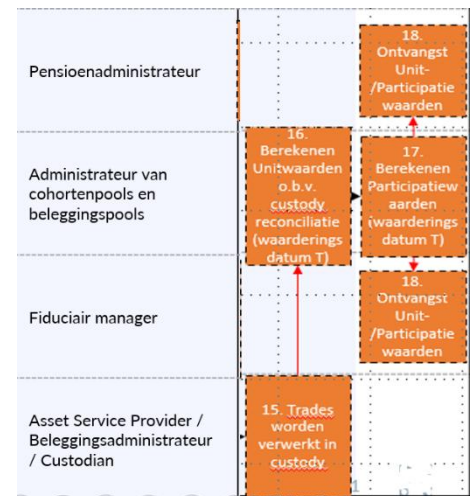 Pensioenadministrateur
18.
Ontvangst
Unit-
/Participatie
waarden
Administrateur van
cohortenpools en
beleggingspools
16.
Berekenen
Unitwaarden
o.b.v.
custody
reconciliatie
(waarderings
datum T)
17.
Berekenen
Participatiew
aarden
(waarderings
datum T)
Fiduciair manager
18.
Ontvangst
Unit-
/Participatie
waarden
Asset Service Provider /
Beleggingsadministrateur
/ Custodian
15. Trades
worden
verwerkt in
custody
1